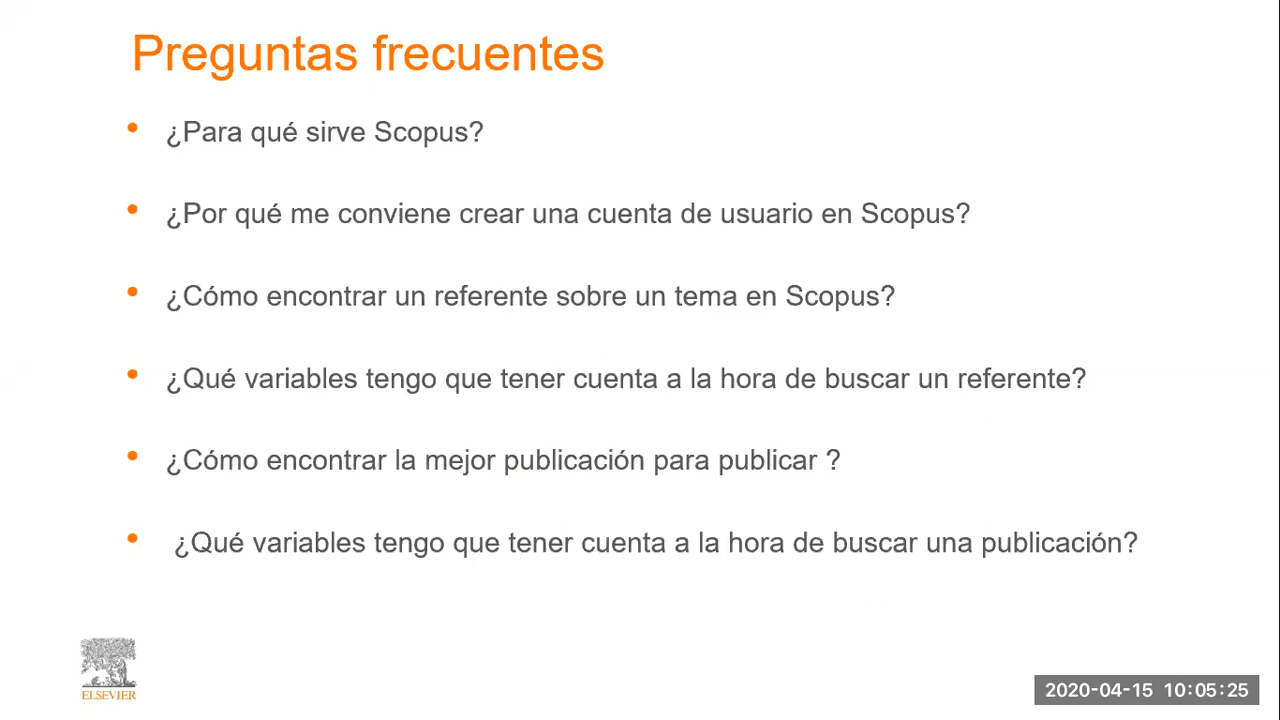 Preguntas frecuentes
• ¿Para qué sirve Scopus?
• ¿Por qué me conviene crear una cuenta de usuario en Scopus?
• ¿Cómo encontrar un referente sobre un tema en Scopus?
• ¿Qué variables tengo que tener cuenta a la hora de buscar un referente?
• ¿Cómo encontrar la mejor publicación para publicar ?
• ¿Qué variables tengo que tener cuenta a la hora de buscar una publicación?
ELSEVIER
2020-04-15 10:05:25